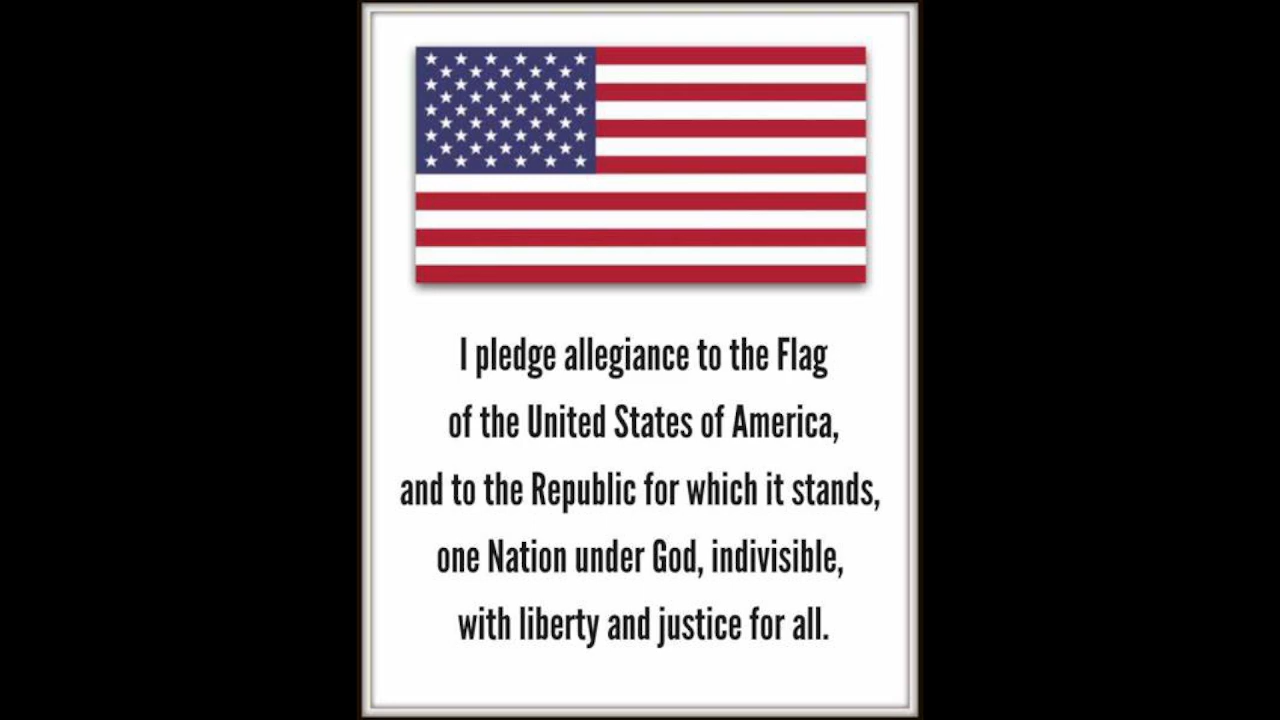 I pledge allegiance to the Flag
of the United States of America,
and to the Republic for which it stands,
one Nation under God, indivisible,
with liberty and justice for all.